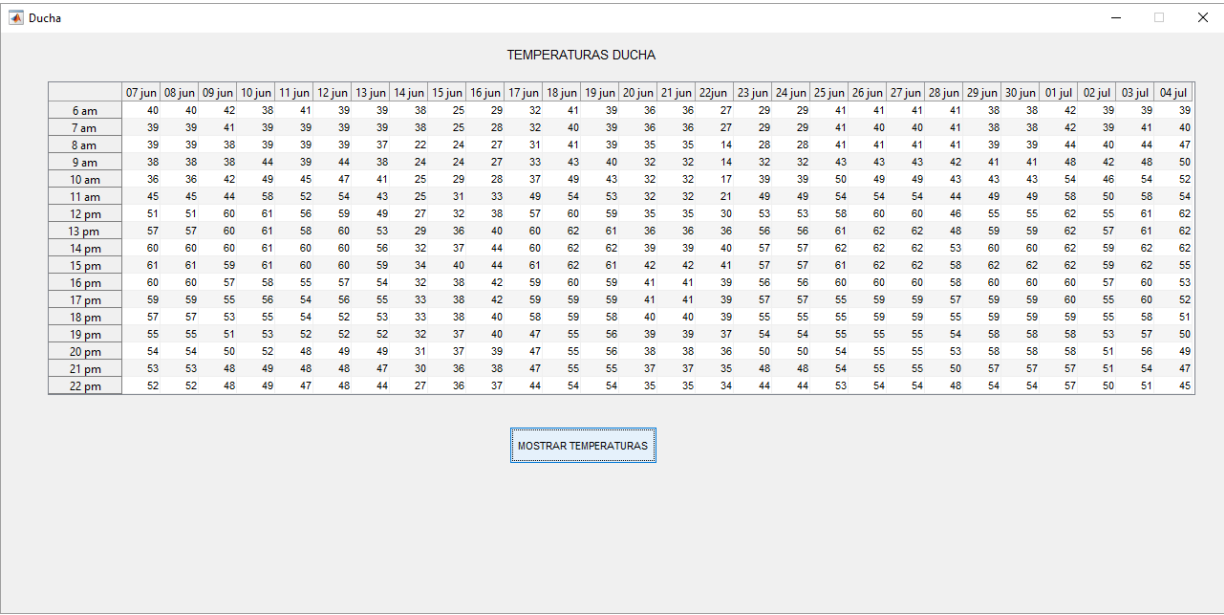 Ducha
TEMPERATURAS DUCHA
07 jun 08 jun 09 jun 10 jun 11 jun 12 jun 13 jun 14 jun 15 jun 16 jun 17 jun 18 jun 19 jun 20 jun 21 jun 22jun 23 jun 24 jun 25 jun 26 jun 27 jun 28 jun 29 jun 30 jun 01 jul 02 jul 03 jul 04 jul
6 am 40 40 42 38 41 39 39 38 25 29 32 41 39 36 36 27 29 29 41 41 41 41 38 38 42 39 39 39
7 am 39 39 41 39 39 39 39 38 25 28 32 40 39 36 36 27 29 29 41 40 40 41 38 38 42 39 41 40
8 am 39 39 38 39 39 39 37 22 24 27 31 41 39 35 35 14 28 28 41 41 41 41 39 39 44 40 44 47
9 am 38 38 38 44 39 44 38 24 24 27 33 43 40 32 32 14 32 32 43 43 43 42 41 41 48 42 48 50
10 am 36 36 42 49 45 47 41 25 29 28 37 49 43 32 32 17 39 39 50 49 49 43 43 43 54 46 54 52
11 am 45 45 44 58 52 54 43 25 31 33 49 54 53 32 32 21 49 49 54 54 54 44 49 49 58 50 58 54
12 pm 51 51 60 61 56 59 49 27 32 38 57 60 59 35 35 30 53 53 58 60 60 46 55 55 62 55 61 62
13 pm 57 57 60 61 58 60 53 29 36 40 60 62 61 36 36 36 56 56 61 62 62 48 59 59 62 57 61 62
14 pm 60 60 60 61 60 60 56 32 37 44 60 62 62 39 39 40 57 57 62 62 62 53 60 60 62 59 62 62
15 pm 61 61 59 61 60 60 59 34 40 44 61 62 61 42 42 41 57 57 61 62 62 58 62 62 62 59 62 55
16 pm 60 60 57 58 55 57 54 32 38 42 59 60 59 41 41 39 56 56 60 60 60 58 60 60 60 57 60 53
17 pm 59 59 55 56 54 56 55 33 38 42 59 59 59 41 41 39 57 57 55 59 59 57 59 59 60 55 60 52
18 pm 57 57 53 55 54 52 53 33 38 40 58 59 58 40 40 39 55 55 55 59 59 55 59 59 59 55 58 51
19 pm 55 55 51 53 52 52 52 32 37 40 47 55 56 39 39 37 54 54 55 55 55 54 58 58 58 53 57 50
20 pm 54 54 50 52 48 49 49 31 37 39 47 55 56 38 38 36 50 50 54 55 55 53 58 58 58 51 56 49
21 pm 53 53 48 49 48 48 47 30 36 38 47 55 55 37 37 35 48 48 54 55 55 50 57 57 57 51 54 47
22 pm 52 52 48 49 47 48 44 27 36 37 44 54 54 35 35 34 44 44 53 54 54 48 54 54 57 50 51 45
MOSTRAR TEMPERATURAS